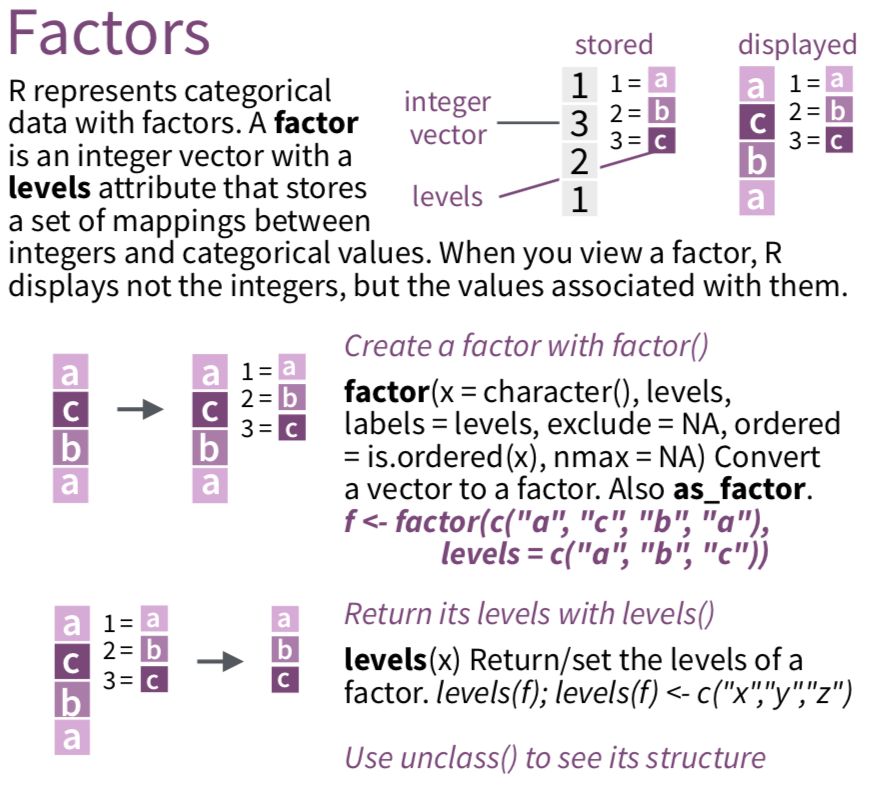 Factors
R represents categorical
data with factors. A factor
is an integer vector with a
levels attribute that stores
a set of mappings between
integers and categorical values. When you view a factor, R
displays not the integers, but the values associated with them.
integer
vector
levels
stored
1
3
2
1
1 = a
2 = b
3 = c
displayed
a
c
b
a
1 = a
2 = b
3 = c
a
c
b
a
a
c
b
a
1 = a
2 = b
3 = c
Create a factor with factor()
factor(x = character(), levels,
labels = levels, exclude = NA, ordered
= is.ordered(x), nmax = NA) Convert
a vector to a factor. Also as_factor.
f <- factor(c("a", "c", "b", "a"),
levels = c("a", "b", "c"))
a
c
b
a
1 = a
2 = b
3 = c
a
b
c
Return its levels with levels()
levels(x) Return/set the levels of a
factor. levels(f); levels(f) <- c("x","y","z")
Use unclass() to see its structure